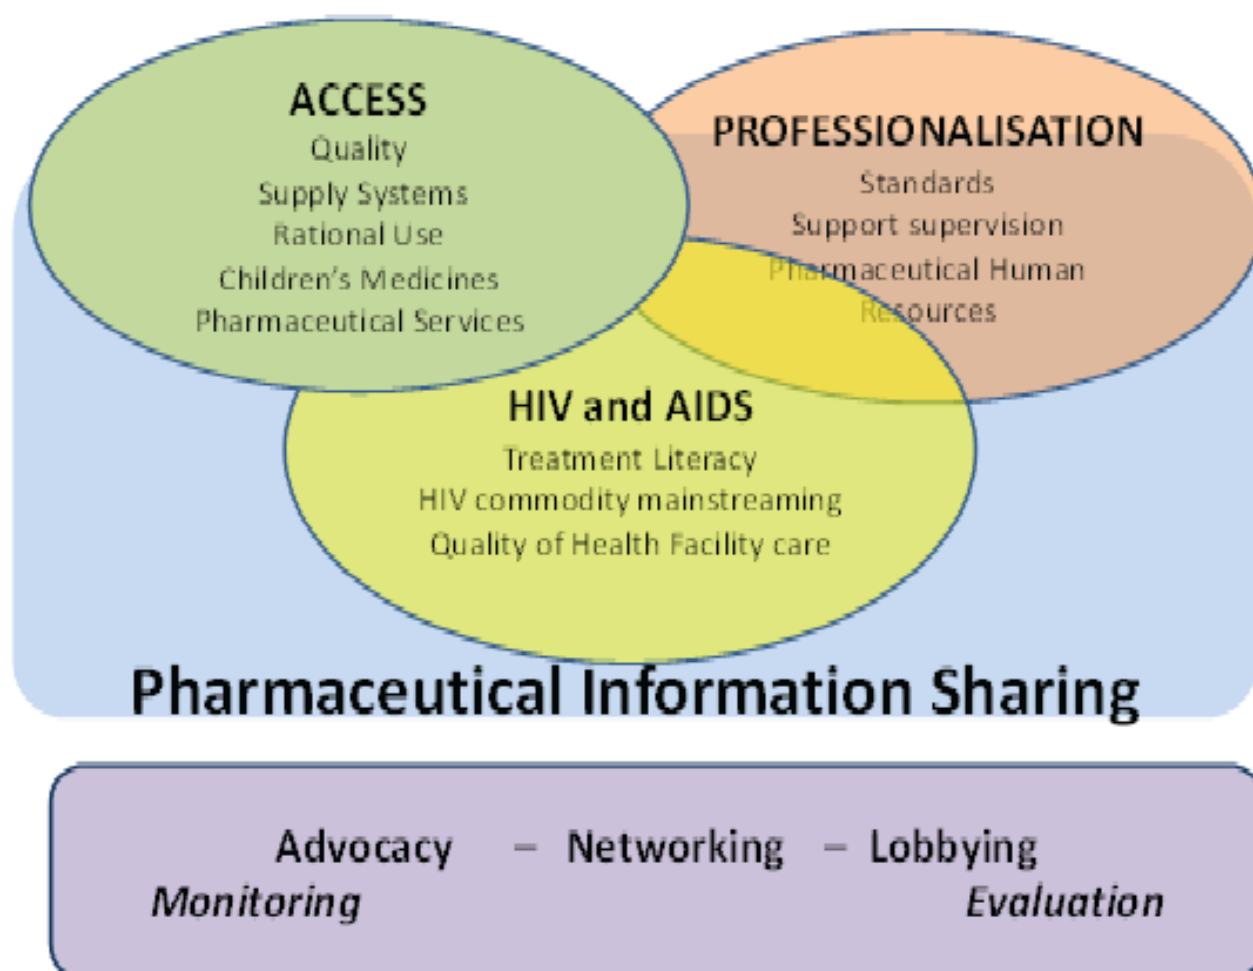 ACCESS
Quality
Supply Systems
Rational Use
Children's Medicines
Pharmaceutical Services
PROFESSIONALISATION
Standards
Support supervision
Pharmaceutical Human
Resources
HIV and AIDS
Treatment Literacy
HIV commodity mainstreaming
Quality of Health Facility care
Pharmaceutical Information Sharing
Advocacy – Networking – Lobbying
Monitoring Evaluation